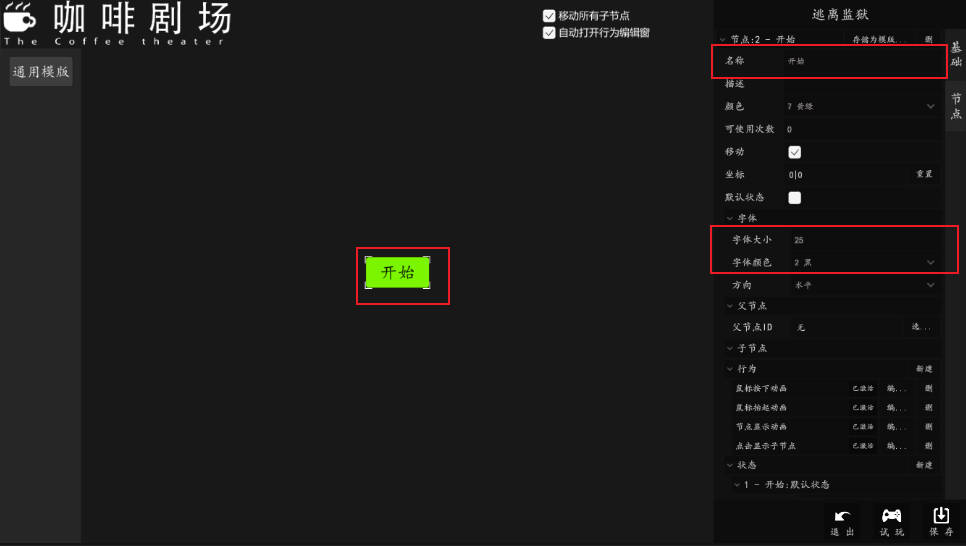 咖啡剧场
The Coffee theater
移动所有子节点
自动打开行为编辑窗
通用模版
开始
逃离监狱
基础
节点
节点:2 - 开始 存储为模版... 删
名称 开始
描述
颜色 7 黄绿
可使用次数 0
移动
坐标 0|0 重置
默认状态
字体
字体大小 25
字体颜色 2 黑
方向 水平
父节点
父节点ID 无 选...
子节点
行为 新建
鼠标按下动画 已激活 编... 删
鼠标抬起动画 已激活 编... 删
节点显示动画 已激活 编... 删
点击显示子节点 已激活 编... 删
状态 新建
1 - 开始:默认状态
退出 试玩 保存